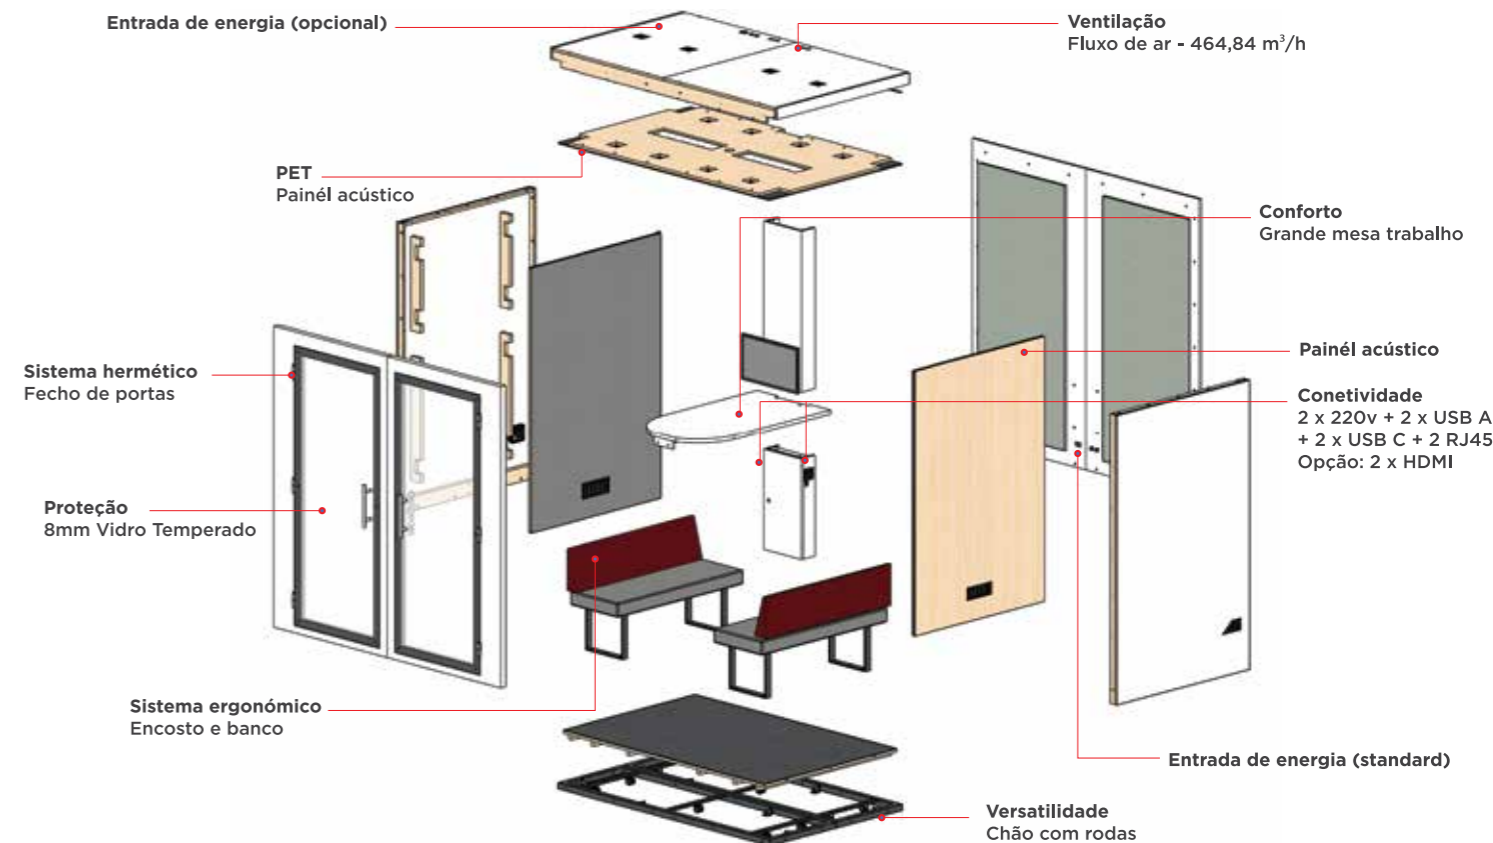 Entrada de energia (opcional)
Ventilação
Fluxo de ar - 464,84 m³/h
PET
Painél acústico
Conforto
Grande mesa trabalho
Sistema hermético
Fecho de portas
Painél acústico
Conetividade
2 x 220v + 2 x USB A
+ 2 x USB C + 2 RJ45
Opção: 2 x HDMI
Proteção
8mm Vidro Temperado
Sistema ergonómico
Encosto e banco
Entrada de energia (standard)
Versatilidade
Chão com rodas